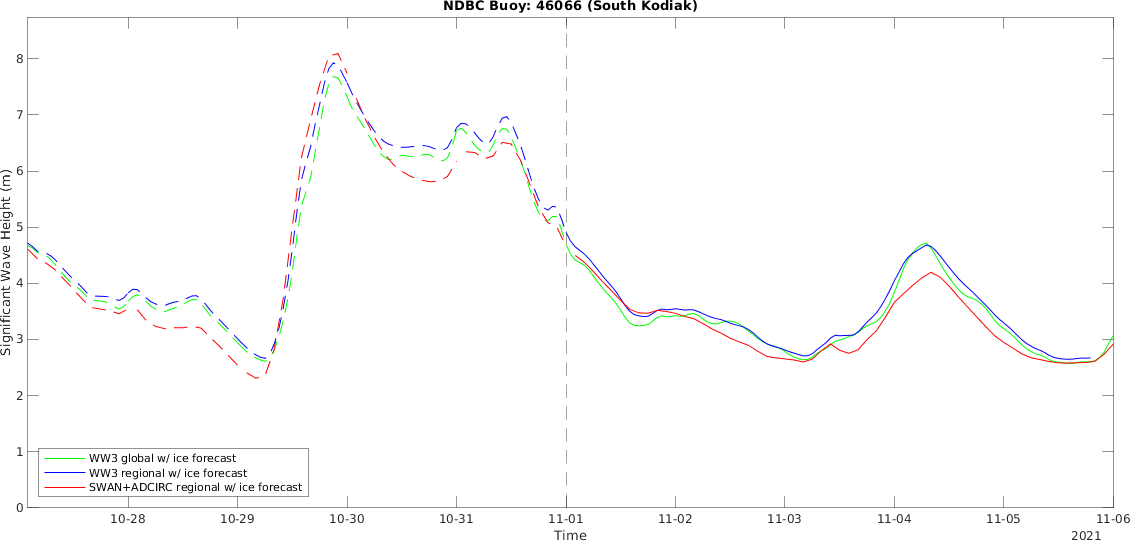 NDBC Buoy: 46066 (South Kodiak)
Significant Wave Height (m)
8
7
6
5
4
3
2
1
0
WW3 global w/ ice forecast
WW3 regional w/ ice forecast
SWAN+ADCIRC regional w/ ice forecast
10-28 10-29 10-30 10-31 11-01 11-02 11-03 11-04 11-05 11-06
Time
2021